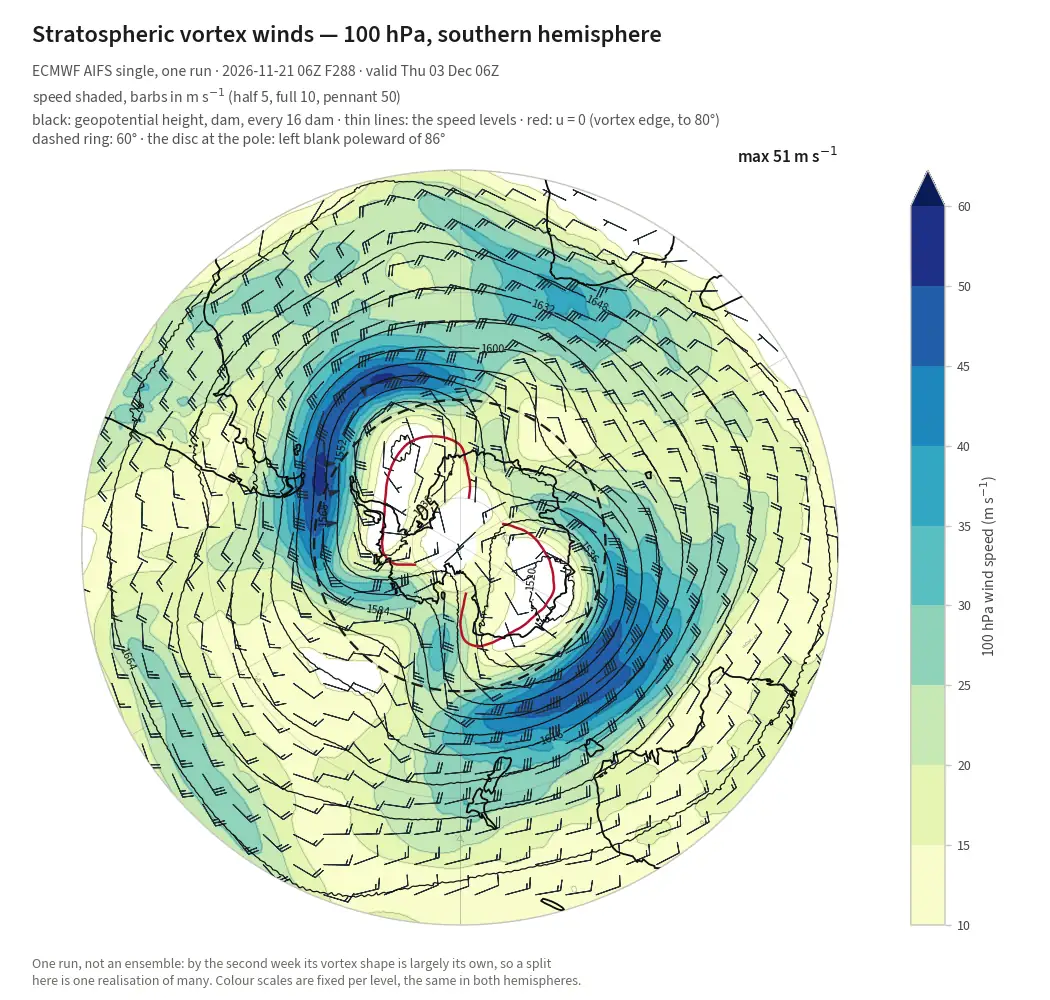 Stratospheric vortex winds — 100 hPa, southern hemisphere
ECMWF AIFS single, one run · 2026-11-21 06Z F288 · valid Thu 03 Dec 06Z
speed shaded, barbs in m s⁻¹ (half 5, full 10, pennant 50)
black: geopotential height, dam, every 16 dam · thin lines: the speed levels · red: u = 0 (vortex edge, to 80°)
dashed ring: 60° · the disc at the pole: left blank poleward of 86°
max 51 m s⁻¹
60
50
45
40
35
30
25
20
15
10
100 hPa wind speed (m s⁻¹)
1632
1648
1600
1552
1568
1536
1536
1520
1584
1664
1616
One run, not an ensemble: by the second week its vortex shape is largely its own, so a split
here is one realisation of many. Colour scales are fixed per level, the same in both hemispheres.